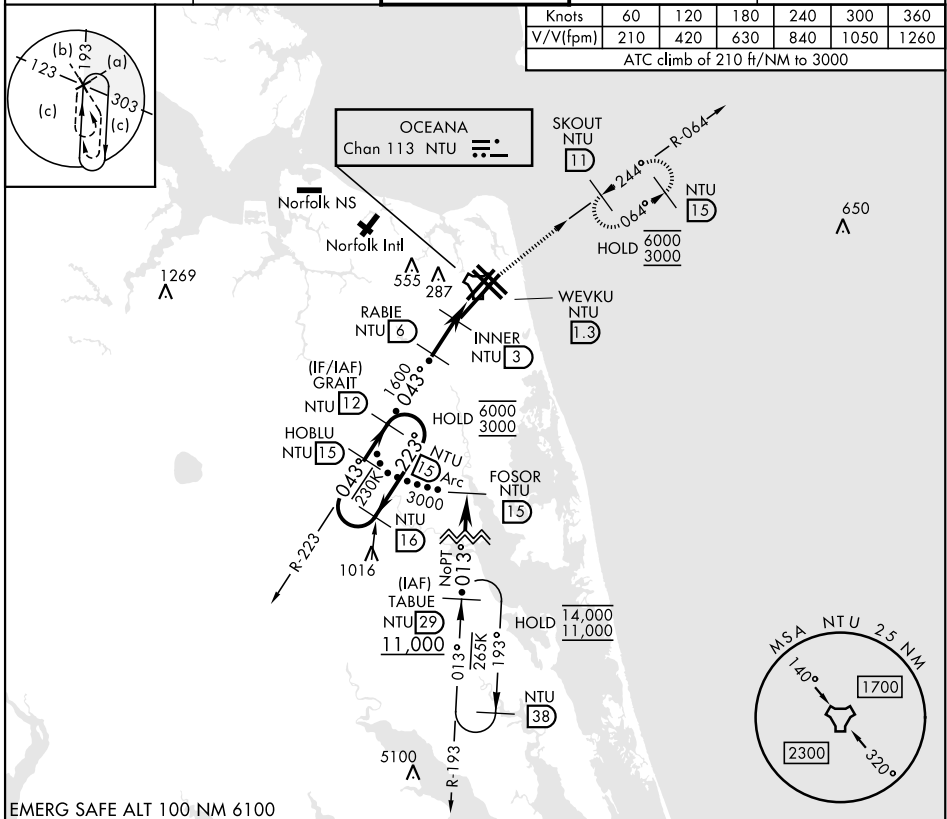 Knots 60 120 180 240 300 360
V/V(fpm) 210 420 630 840 1050 1260
ATC climb of 210 ft/NM to 3000
(b)
193
(a)
123
303
(c)
(c)
OCEANA
Chan 113 NTU
SKOUT
NTU
11
R-064
244°
064°
NTU
15
HOLD 6000
3000
650
Norfolk NS
Norfolk Intl
1269
555
287
WEVKU
NTU
1.3
RABIE
NTU 6
INNER
NTU 3
1600
043°
(IF/IAF)
GRAIT
NTU 12
HOLD 6000
3000
HOBLU
NTU 15
043°
230K
223°
NTU
15 Arc
3000
FOSOR
NTU
15
NTU
16
R-223
1016
NoPT
013°
(IAF)
TABUE
NTU 29
11,000
HOLD 14,000
11,000
013°
265K
193°
NTU
38
R-193
5100
MSA NTU 25 NM
140°
1700
2300
320°
EMERG SAFE ALT 100 NM 6100